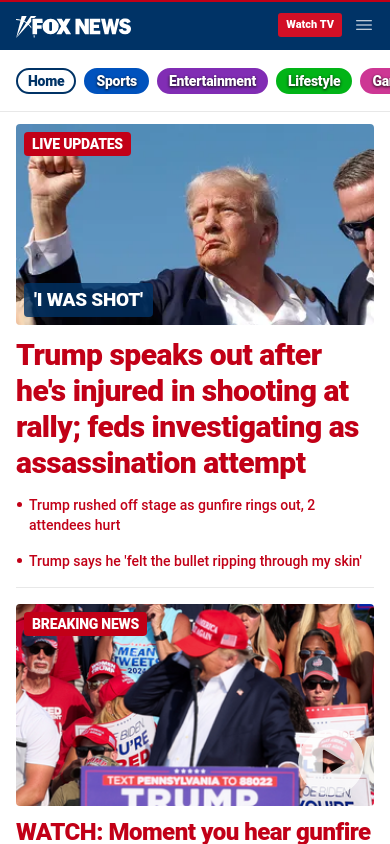 FOX NEWS
Watch TV
Home
Sports
Entertainment
Lifestyle
LIVE UPDATES
'I WAS SHOT'
Trump speaks out after
he's injured in shooting at
rally; feds investigating as
assassination attempt
Trump rushed off stage as gunfire rings out, 2
attendees hurt
Trump says he 'felt the bullet ripping through my skin'
BREAKING NEWS
MEAN
TWEETS
TEXT PENNSYLVANIA TO 88022
TRUMP
WATCH: Moment you hear gunfire